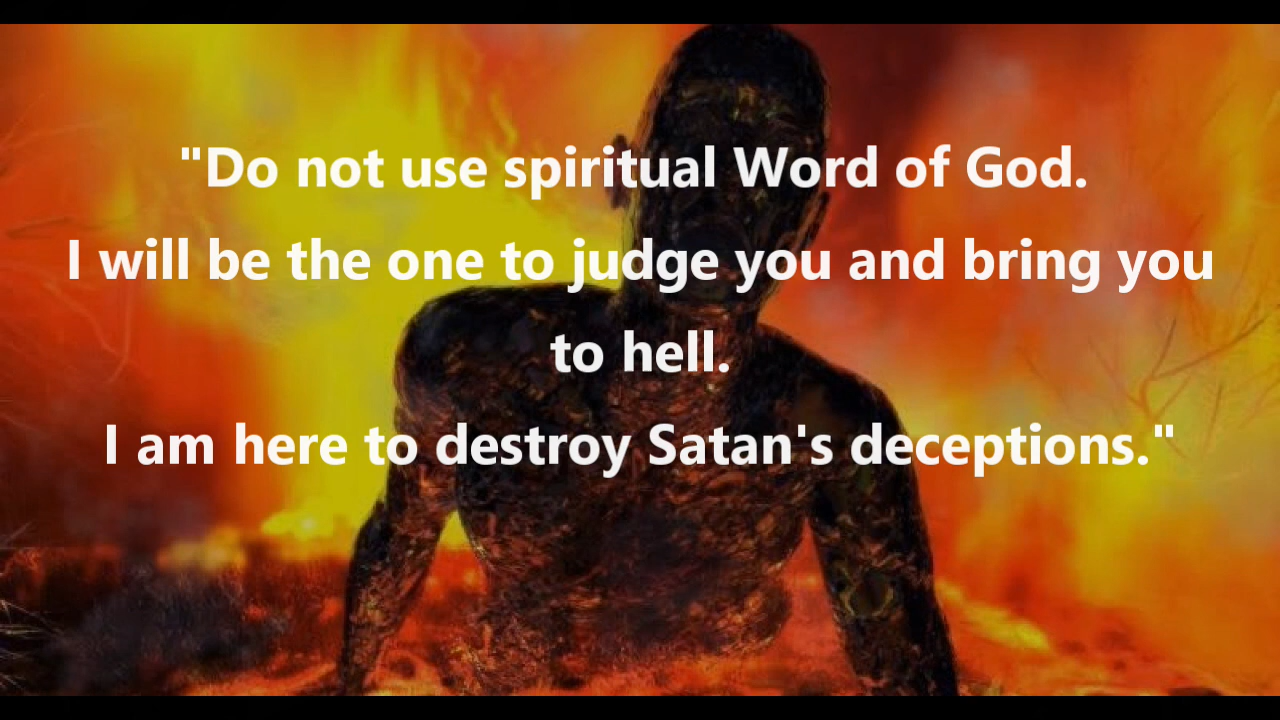 "Do not use spiritual Word of God.
I will be the one to judge you and bring you
to hell.
I am here to destroy Satan's deceptions."